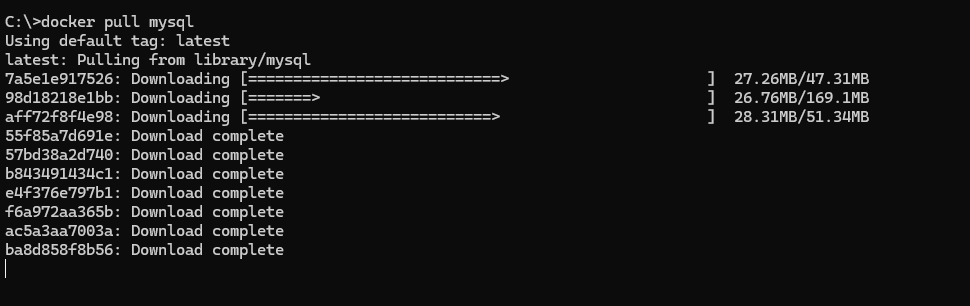 C:\>docker pull mysql
Using default tag: latest
latest: Pulling from library/mysql
7a5e1e917526: Downloading [============================>                      ]  27.26MB/47.31MB
98d18218e1bb: Downloading [=======>                                           ]  26.76MB/169.1MB
aff72f8f4e98: Downloading [===========================>                       ]  28.31MB/51.34MB
55f85a7d691e: Download complete
57bd38a2d740: Download complete
b843491434c1: Download complete
e4f376e797b1: Download complete
f6a972aa365b: Download complete
ac5a3aa7003a: Download complete
ba8d858f8b56: Download complete